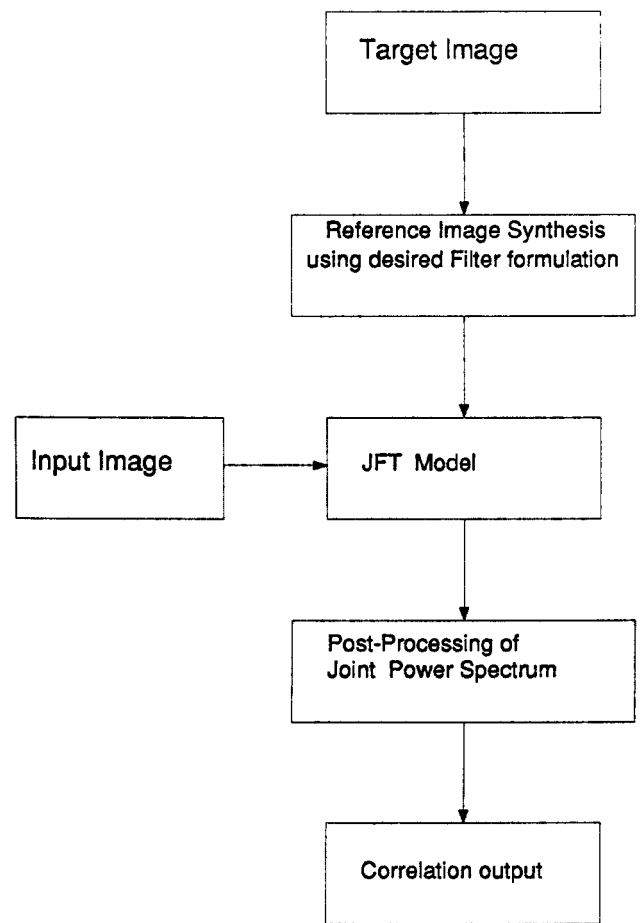 Target Image
Reference Image Synthesis
using desired Filter formulation
Input Image
JFT Model
Post-Processing of
Joint Power Spectrum
Correlation output